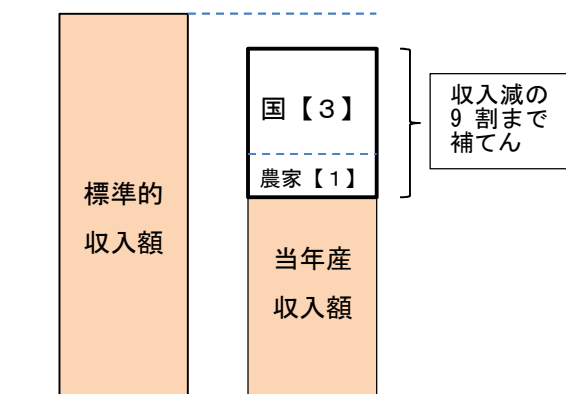 国【３】
農家【１】
収入減の
9 割まで
補てん
標準的
収入額
当年産
収入額